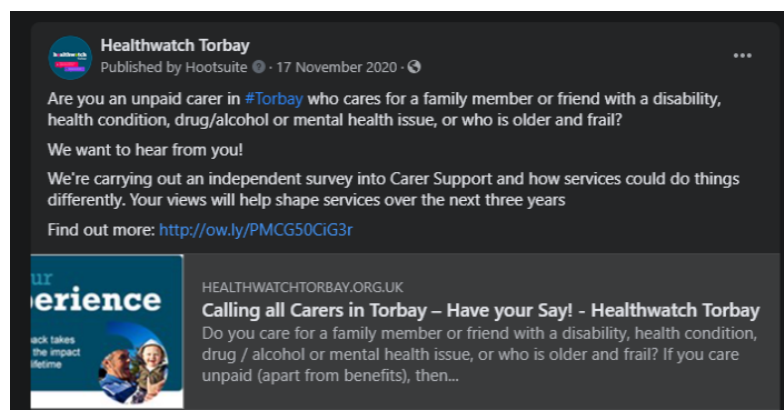 Healthwatch Torbay
Published by Hootsuite · 17 November 2020 ·
Are you an unpaid carer in #Torbay who cares for a family member or friend with a disability,
health condition, drug/alcohol or mental health issue, or who is older and frail?
We want to hear from you!
We're carrying out an independent survey into Carer Support and how services could do things
differently. Your views will help shape services over the next three years
Find out more: http://ow.ly/PMCG50CiG3r
ur
erience
ack takes
the impact
lifetime
HEALTHWATCHTORBAY.ORG.UK
Calling all Carers in Torbay – Have your Say! - Healthwatch Torbay
Do you care for a family member or friend with a disability, health condition,
drug / alcohol or mental health issue, or who is older and frail? If you care
unpaid (apart from benefits), then...